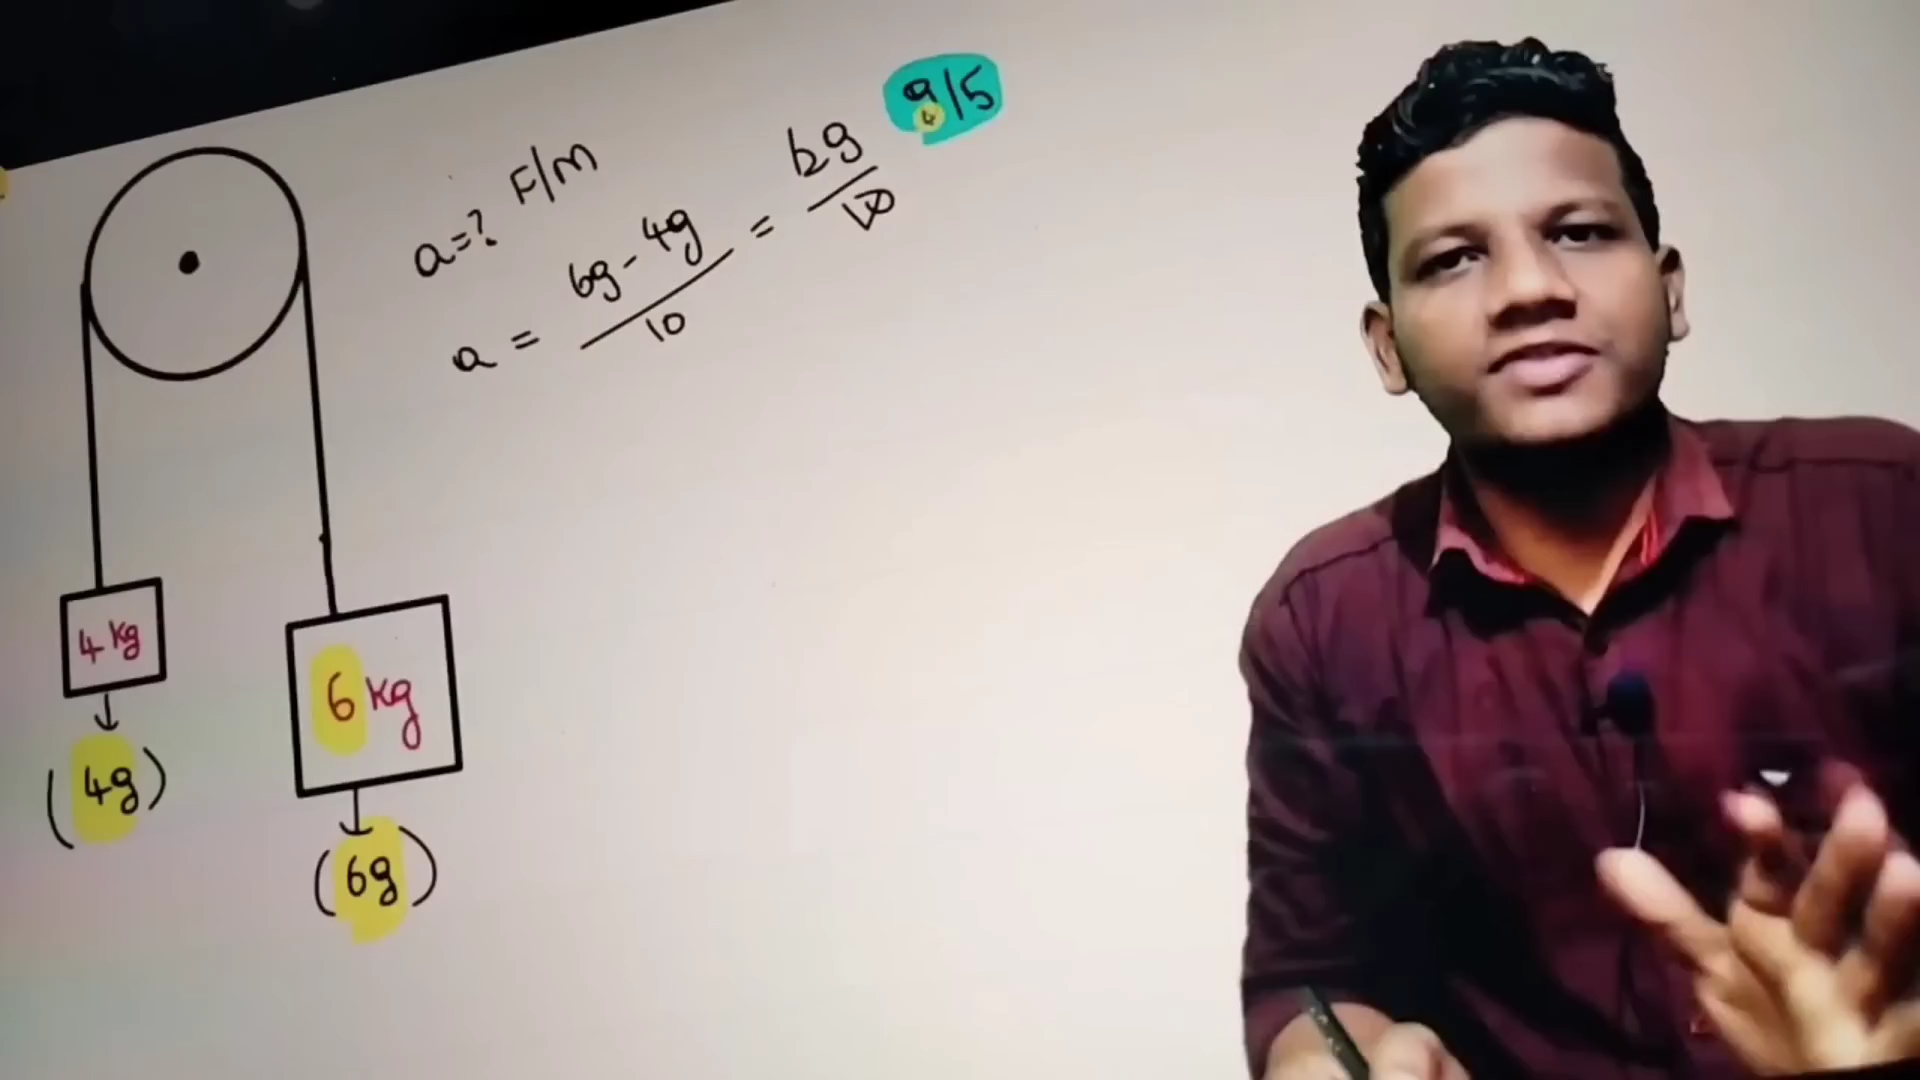 a=? F/M
a = 6g-4g / 10 = 2g / 10
g/5
4 kg
6 kg
(4g)
(6g)